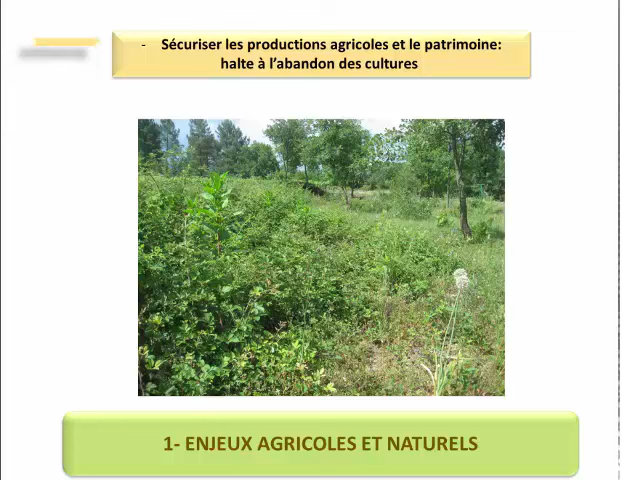 - Sécuriser les productions agricoles et le patrimoine:
halte à l'abandon des cultures
1- ENJEUX AGRICOLES ET NATURELS